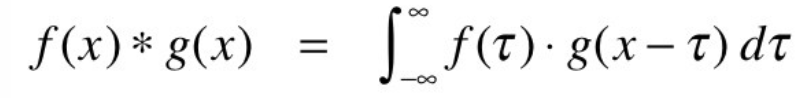 f(x) * g(x) = ∫_{-∞}^{∞} f(τ) · g(x − τ) dτ